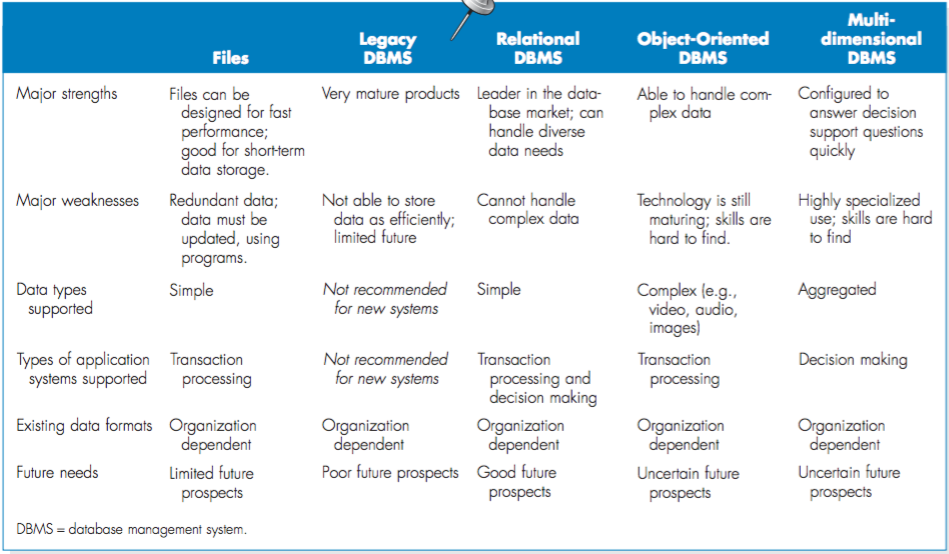 Files
Legacy
DBMS
Relational
DBMS
Object-Oriented
DBMS
Multi-
dimensional
DBMS
Major strengths
Files can be
designed for fast
performance;
good for short-term
data storage.
Very mature products
Leader in the data-
base market; can
handle diverse
data needs
Able to handle com-
plex data
Configured to
answer decision
support questions
quickly
Major weaknesses
Redundant data;
data must be
updated, using
programs.
Not able to store
data as efficiently;
limited future
Cannot handle
complex data
Technology is still
maturing; skills are
hard to find.
Highly specialized
use; skills are hard
to find
Data types
supported
Simple
Not recommended
for new systems
Simple
Complex (e.g.,
video, audio,
images)
Aggregated
Types of application
systems supported
Transaction
processing
Not recommended
for new systems
Transaction
processing and
decision making
Transaction
processing
Decision making
Existing data formats
Organization
dependent
Organization
dependent
Organization
dependent
Organization
dependent
Organization
dependent
Future needs
Limited future
prospects
Poor future prospects
Good future
prospects
Uncertain future
prospects
Uncertain future
prospects
DBMS = database management system.